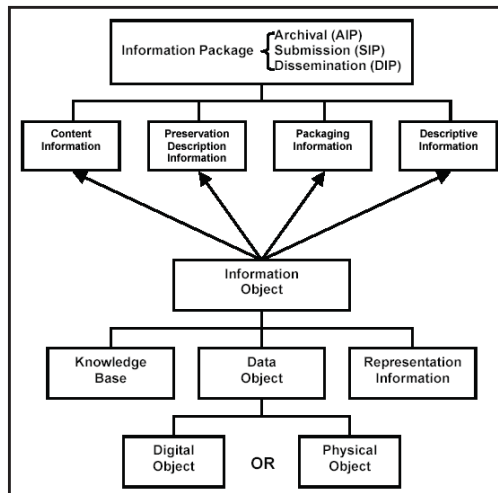 Information Package { Archival (AIP)
Submission (SIP)
Dissemination (DIP)
Content
Information
Preservation
Description
Information
Packaging
Information
Descriptive
Information
Information
Object
Knowledge
Base
Data
Object
Representation
Information
Digital
Object
OR
Physical
Object